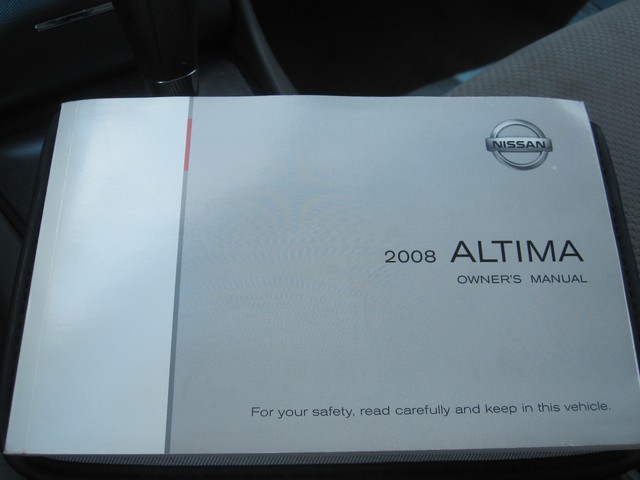 NISSAN
2008 ALTIMA
OWNER'S MANUAL
For your safety, read carefully and keep in this vehicle.